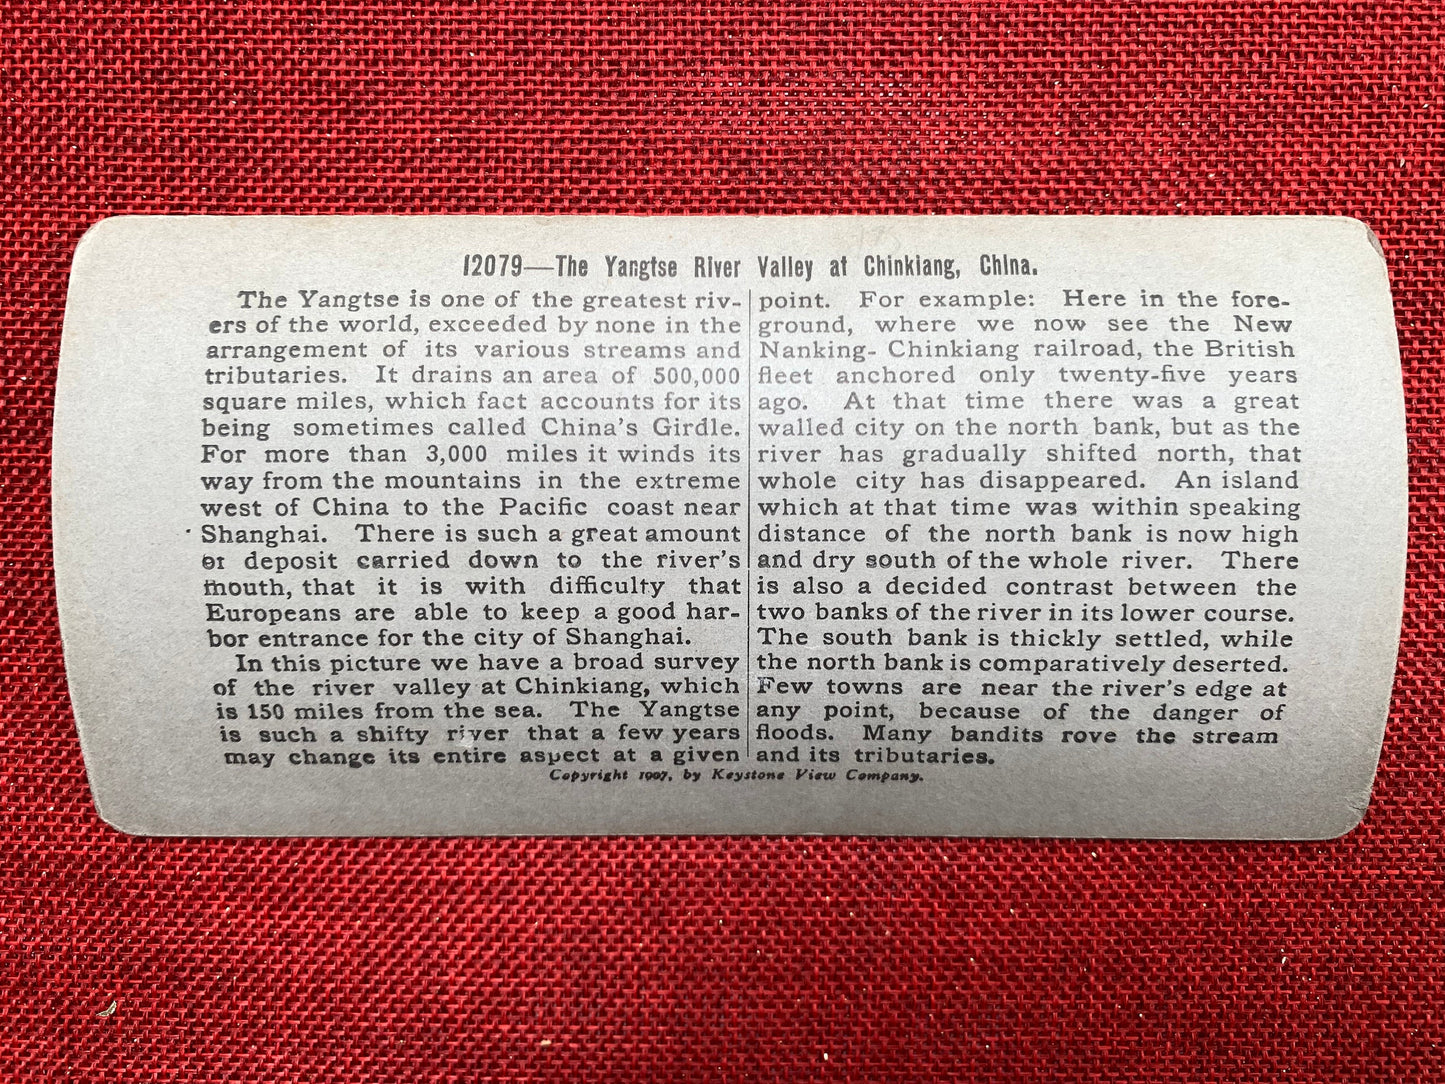 12079—The Yangtse River Valley at Chinkiang, China.
The Yangtse is one of the greatest riv-
ers of the world, exceeded by none in the
arrangement of its various streams and
tributaries. It drains an area of 500,000
square miles, which fact accounts for its
being sometimes called China's Girdle.
For more than 3,000 miles it winds its
way from the mountains in the extreme
west of China to the Pacific coast near
Shanghai. There is such a great amount
or deposit carried down to the river's
mouth, that it is with difficulty that
Europeans are able to keep a good har-
bor entrance for the city of Shanghai.
In this picture we have a broad survey
of the river valley at Chinkiang, which
is 150 miles from the sea. The Yangtse
is such a shifty river that a few years
may change its entire aspect at a given
point. For example: Here in the fore-
ground, where we now see the New
Nanking- Chinkiang railroad, the British
fleet anchored only twenty-five years
ago. At that time there was a great
walled city on the north bank, but as the
river has gradually shifted north, that
whole city has disappeared. An island
which at that time was within speaking
distance of the north bank is now high
and dry south of the whole river. There
is also a decided contrast between the
two banks of the river in its lower course.
The south bank is thickly settled, while
the north bank is comparatively deserted.
Few towns are near the river's edge at
any point, because of the danger of
floods. Many bandits rove the stream
and its tributaries.
Copyright 1907, by Keystone View Company.